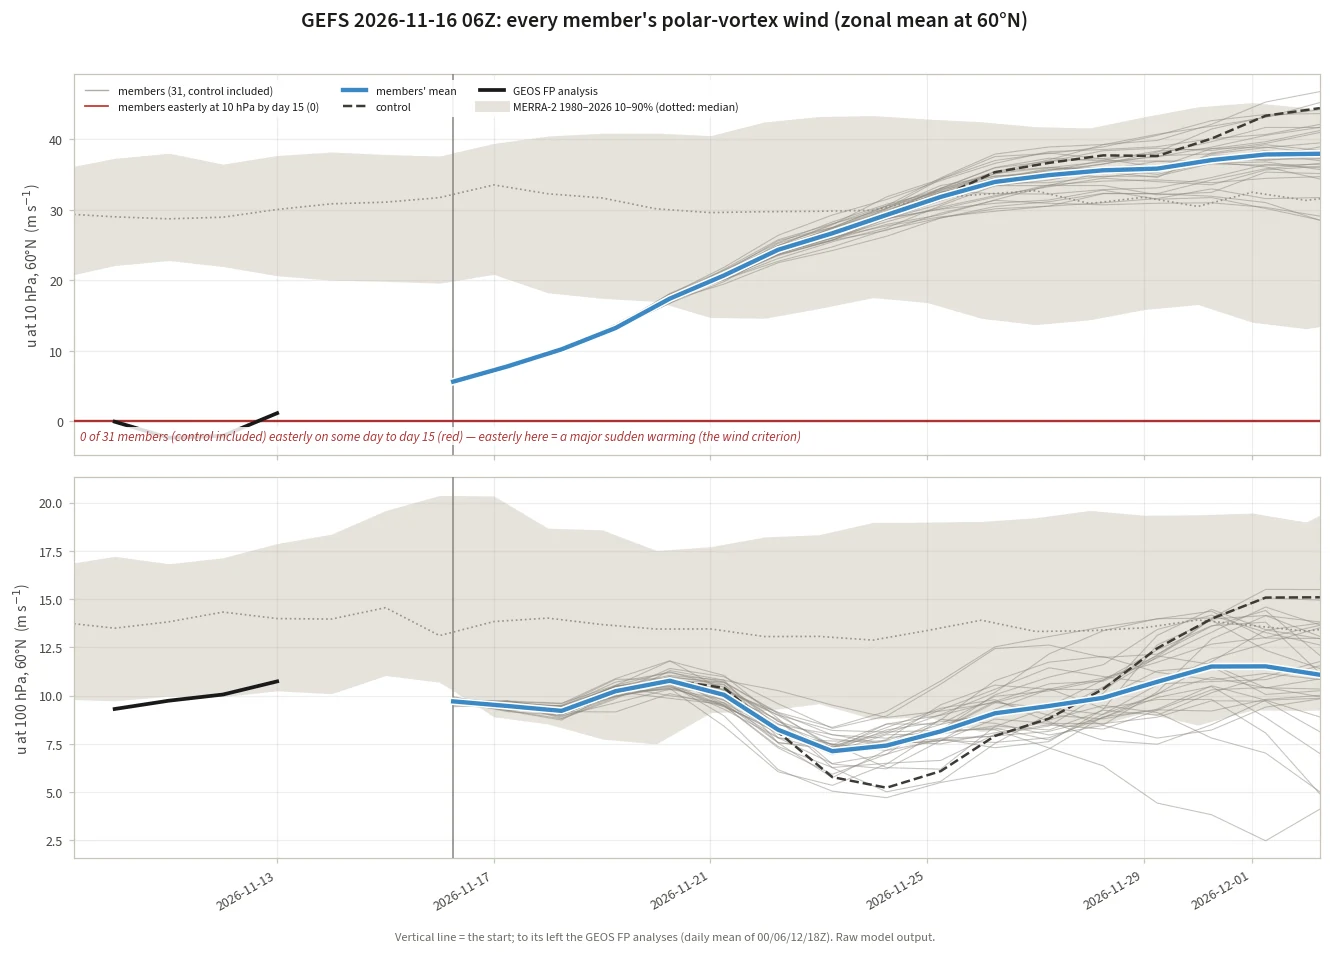 GEFS 2026-11-16 06Z: every member's polar-vortex wind (zonal mean at 60°N)
members (31, control included)
members easterly at 10 hPa by day 15 (0)
members' mean
control
GEOS FP analysis
MERRA-2 1980–2026 10–90% (dotted: median)
u at 10 hPa, 60°N (m s⁻¹)
40
30
20
10
0
0 of 31 members (control included) easterly on some day to day 15 (red) — easterly here = a major sudden warming (the wind criterion)
u at 100 hPa, 60°N (m s⁻¹)
20.0
17.5
15.0
12.5
10.0
7.5
5.0
2.5
2026-11-13
2026-11-17
2026-11-21
2026-11-25
2026-11-29
2026-12-01
Vertical line = the start; to its left the GEOS FP analyses (daily mean of 00/06/12/18Z). Raw model output.